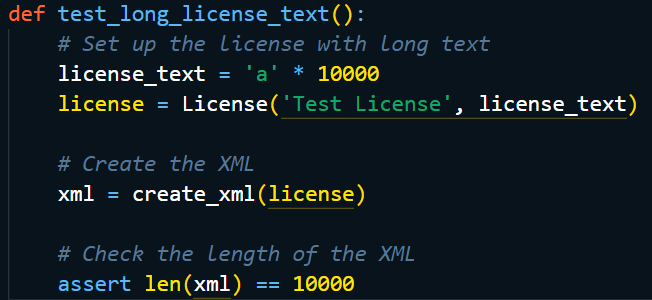 def test_long_license_text():
    # Set up the license with long text
    license_text = 'a' * 10000
    license = License('Test License', license_text)

    # Create the XML
    xml = create_xml(license)

    # Check the length of the XML
    assert len(xml) == 10000